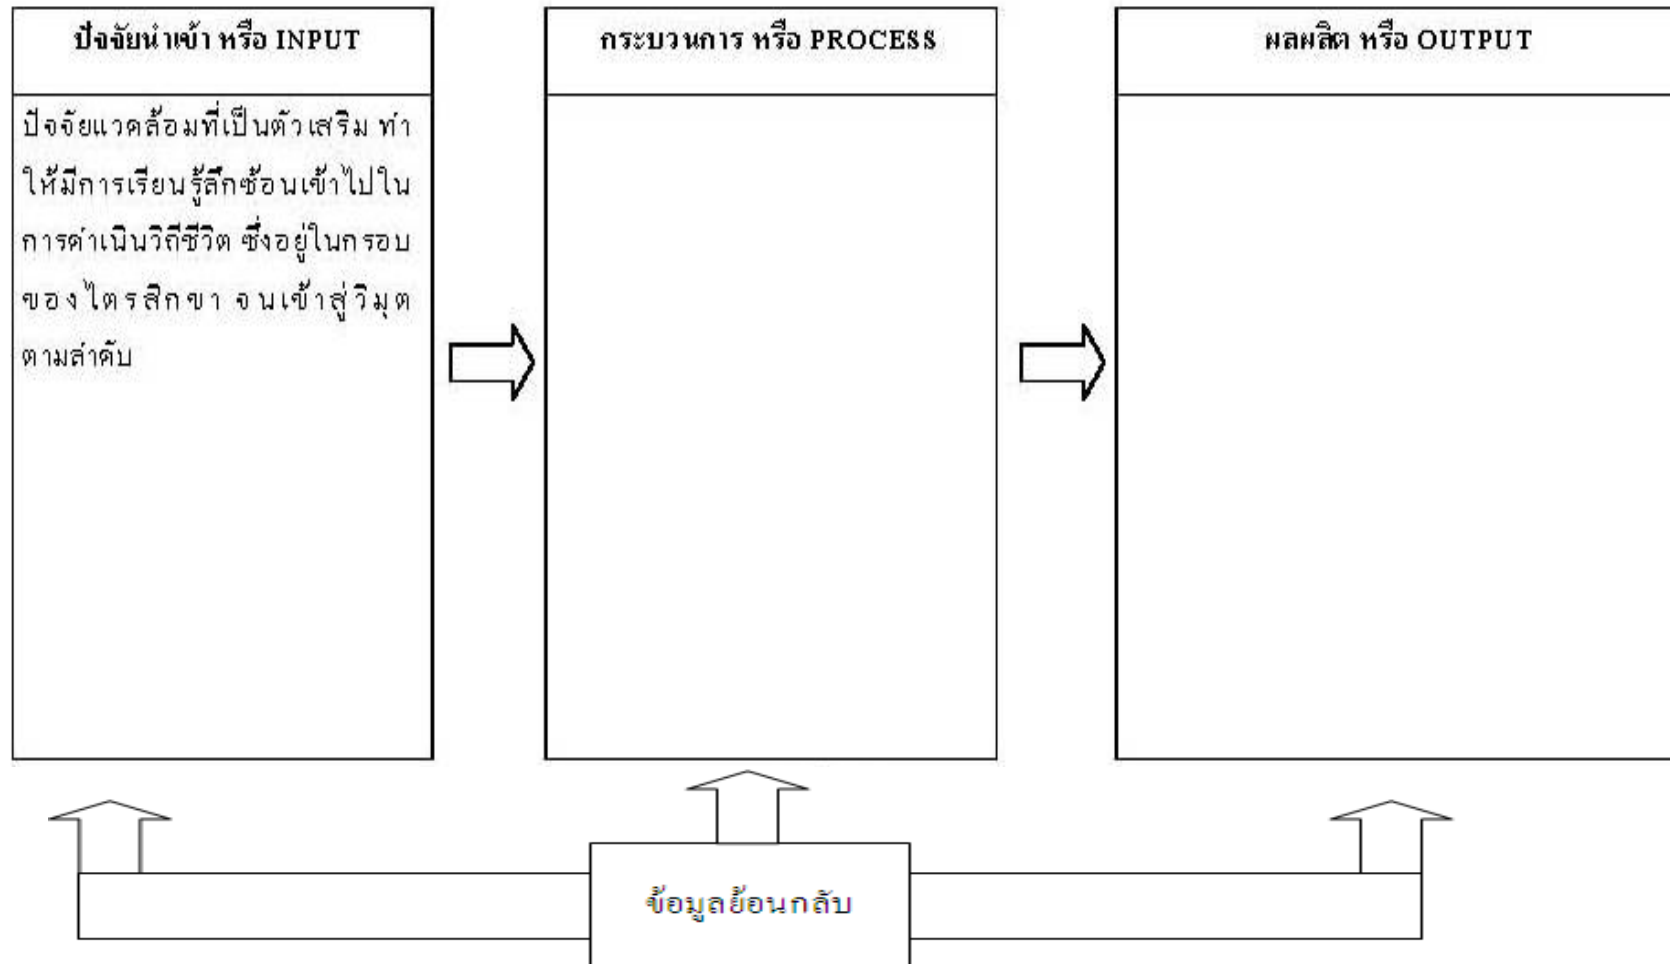 ปัจจัยนำเข้า หรือ INPUT
กระบวนการ หรือ PROCESS
ผลผลิต หรือ OUTPUT
ปัจจัยแวดล้อมที่เป็นตัวเสริม ทำ
ให้มีการเรียนรู้ลึกซ้อนเข้าไปใน
การดำเนินวิถีชีวิต ซึ่งอยู่ในกรอบ
ของไตรสิกขา จนเข้าสู่วิมุต
ตามลำดับ
ข้อมูลย้อนกลับ